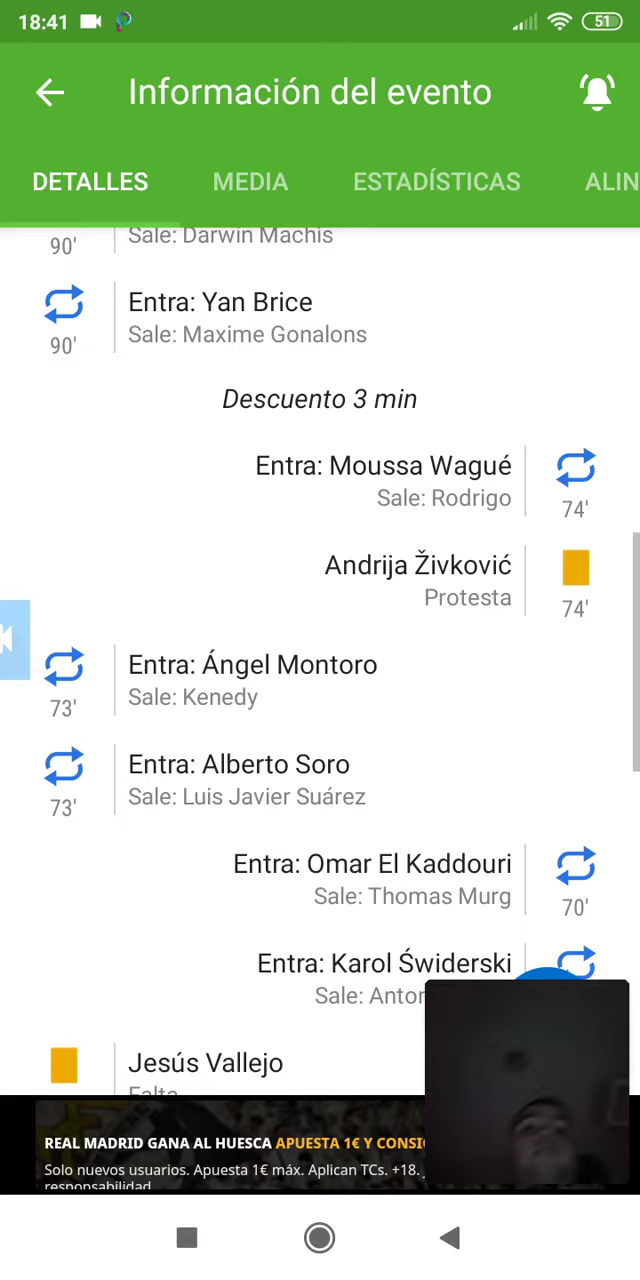 18:41
51
Información del evento
DETALLES
MEDIA
ESTADÍSTICAS
ALIN
Sale: Darwin Machis
90'
Entra: Yan Brice
Sale: Maxime Gonalons
90'
Descuento 3 min
Entra: Moussa Wagué
Sale: Rodrigo
74'
Andrija Živković
Protesta
74'
Entra: Ángel Montoro
Sale: Kenedy
73'
Entra: Alberto Soro
Sale: Luis Javier Suárez
73'
Entra: Omar El Kaddouri
Sale: Thomas Murg
70'
Entra: Karol Świderski
Sale: Anton
Jesús Vallejo
Falta
REAL MADRID GANA AL HUESCA APUESTA 1€ Y CONSI
Solo nuevos usuarios. Apuesta 1€ máx. Aplican TCs. +18.
responsabilidad